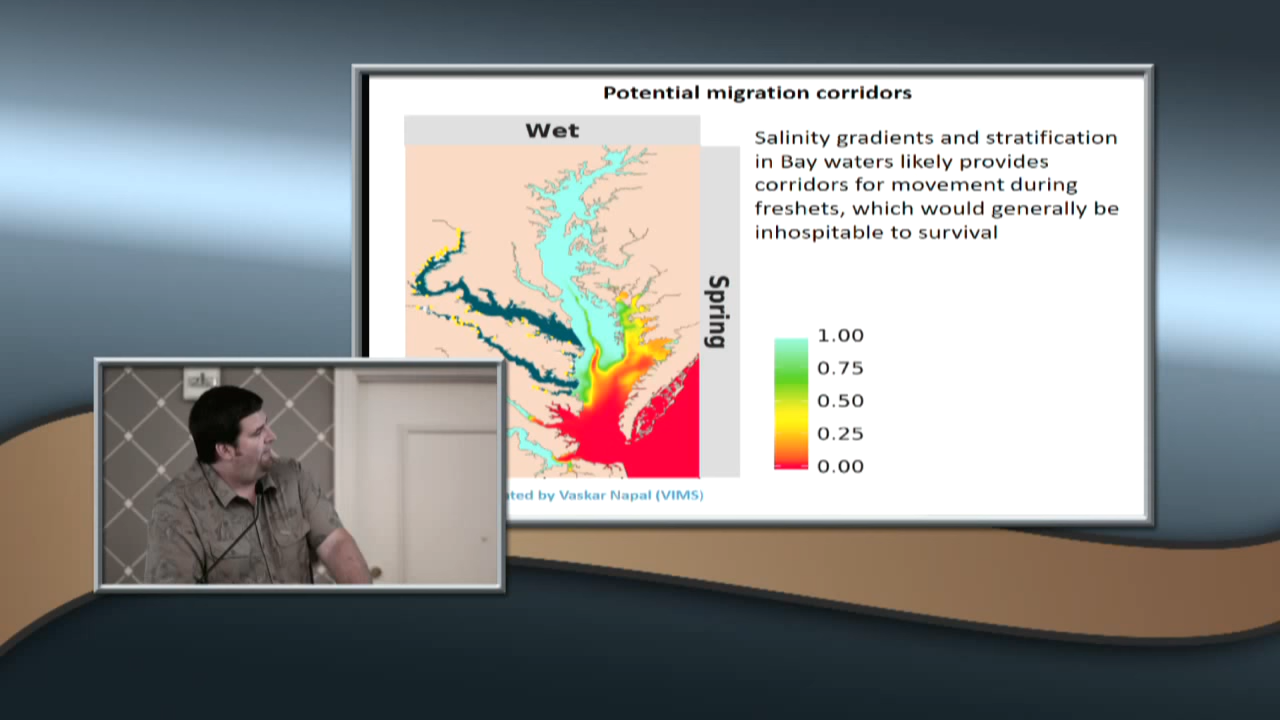 Potential migration corridors
Wet
Salinity gradients and stratification
in Bay waters likely provides
corridors for movement during
freshets, which would generally be
inhospitable to survival
Spring
1.00
0.75
0.50
0.25
0.00
by Vaskar Napal (VIMS)